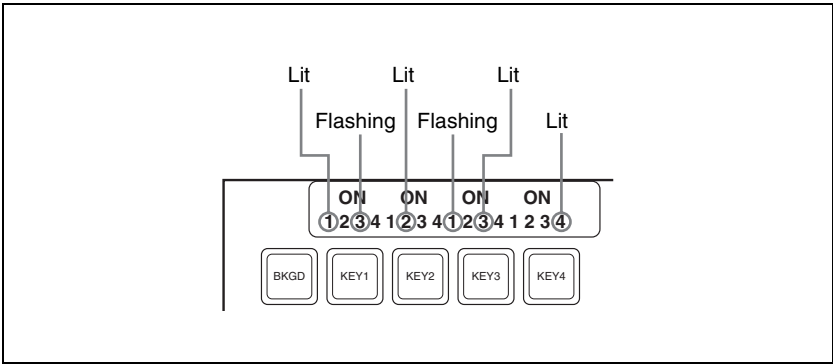 Lit Lit Lit
Flashing Flashing Lit
ON ON ON ON
1 2 3 4 1 2 3 4 1 2 3 4 1 2 3 4
BKGD KEY1 KEY2 KEY3 KEY4